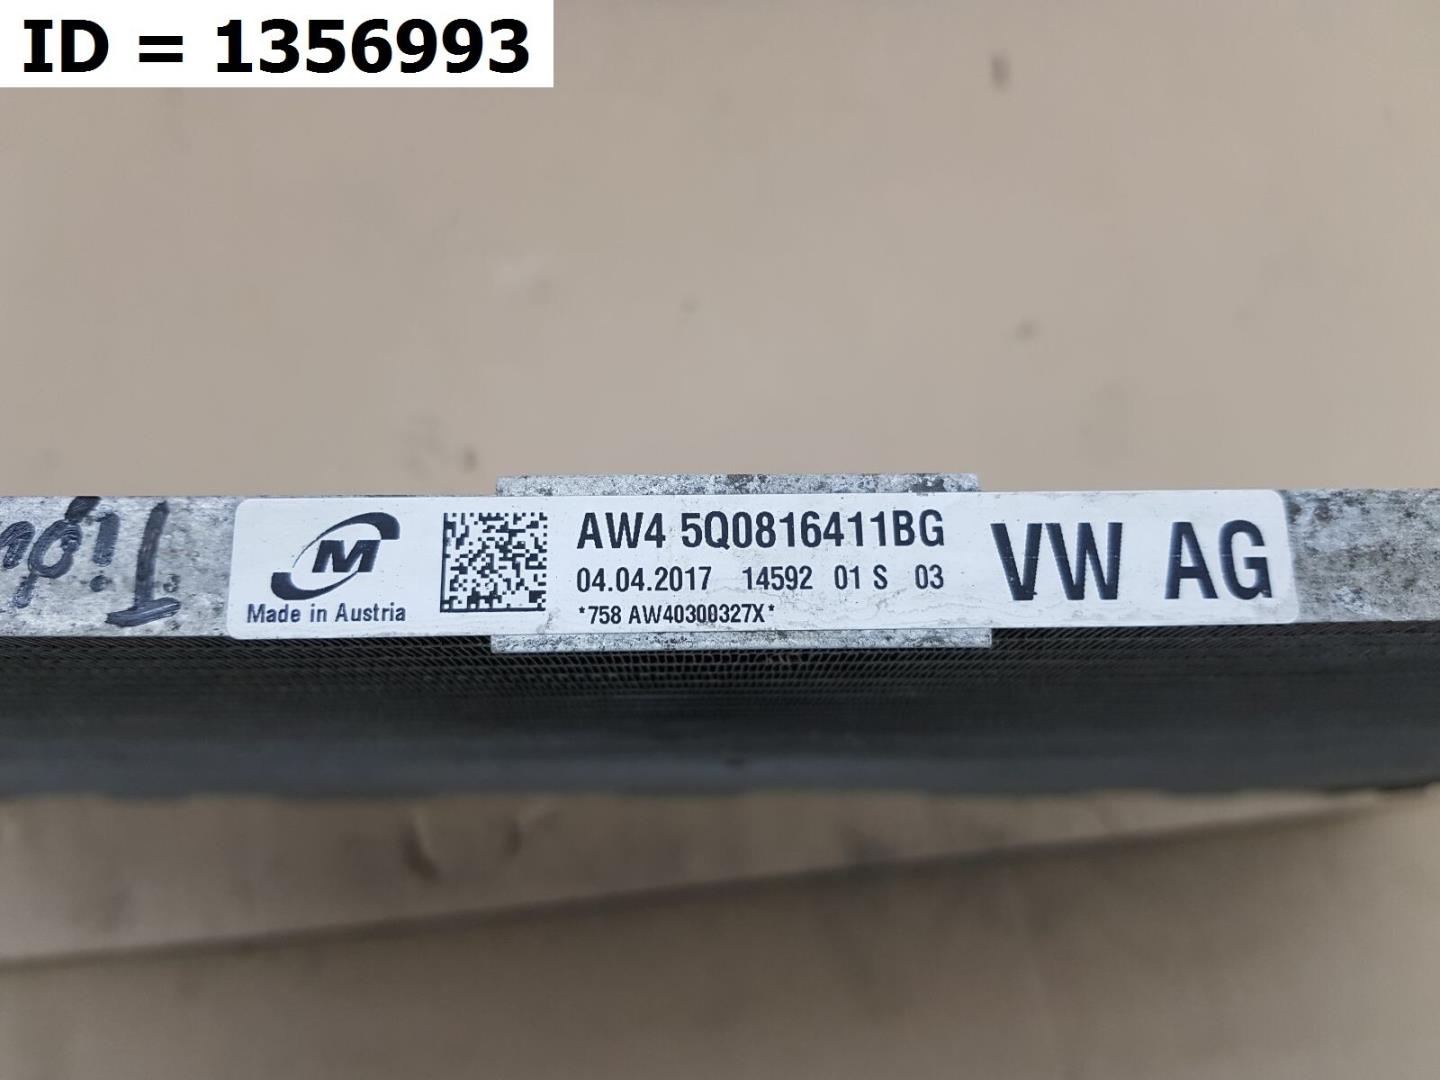 ID = 1356993
M
Made in Austria
AW4 5Q0816411BG
04.04.2017 14592 01 S 03
*758 AW40300327X*
VW AG